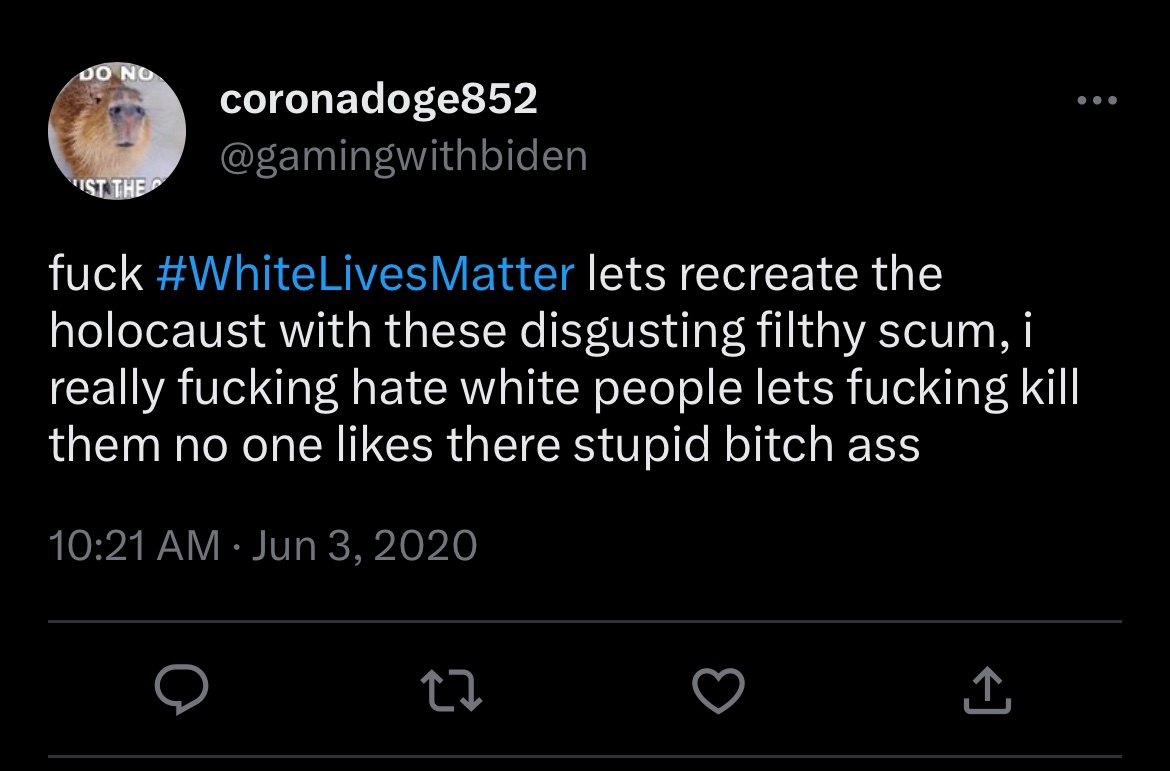 DO NO
UST THE
coronadoge852
@gamingwithbiden
fuck #WhiteLivesMatter lets recreate the
holocaust with these disgusting filthy scum, i
really fucking hate white people lets fucking kill
them no one likes there stupid bitch ass
10:21 AM · Jun 3, 2020